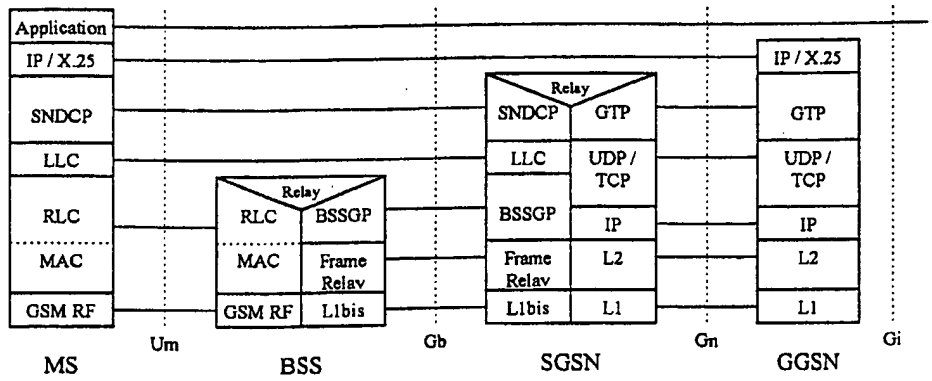 Application
IP / X.25
SNDCP
LLC
RLC
MAC
GSM RF
MS
Um
Relay
RLC
BSSGP
MAC
Frame
Relay
GSM RF
L1bis
BSS
Gb
Relay
SNDCP
GTP
LLC
UDP /
TCP
BSSGP
IP
Frame
Relay
L2
L1bis
L1
SGSN
Gn
IP / X.25
GTP
UDP /
TCP
IP
L2
L1
GGSN
Gi